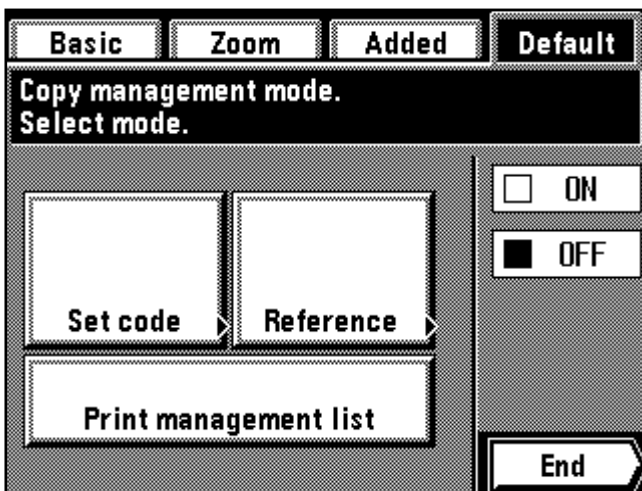 Basic Zoom Added Default
Copy management mode.
Select mode.
ON
OFF
Set code Reference
Print management list
End